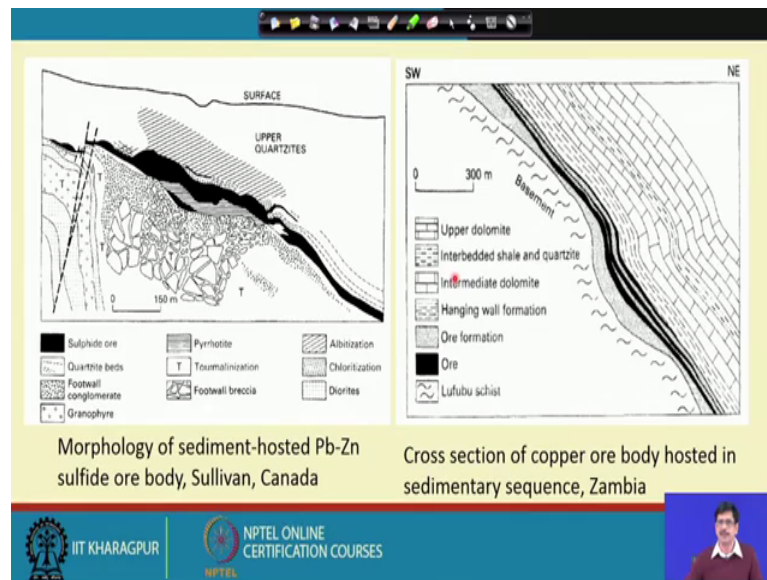 SURFACE
UPPER
QUARTZITES
T
T
T
T
T
0 150 m
Sulphide ore
Quartzite beds
Footwall
conglomerate
Granophyre
Pyrrhotite
T Tourmalinization
Footwall breccia
Albitization
Chloritization
Diorites
Morphology of sediment-hosted Pb-Zn
sulfide ore body, Sullivan, Canada
SW NE
0 300 m
Basement
Upper dolomite
Interbedded shale and quartzite
Intermediate dolomite
Hanging wall formation
Ore formation
Ore
Lufubu schist
Cross section of copper ore body hosted in
sedimentary sequence, Zambia
IIT KHARAGPUR
NPTEL
NPTEL ONLINE
CERTIFICATION COURSES